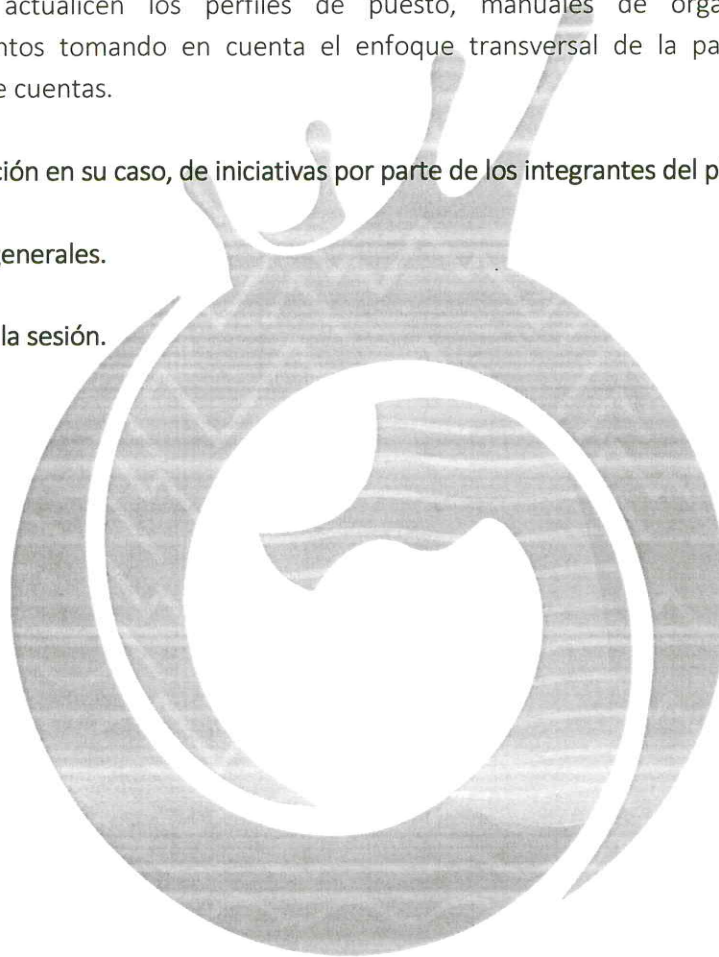 actualicen los perfiles de puesto, manuales de orga
ntos tomando en cuenta el enfoque transversal de la pa
e cuentas.
ción en su caso, de iniciativas por parte de los integrantes del p
generales.
la sesión.